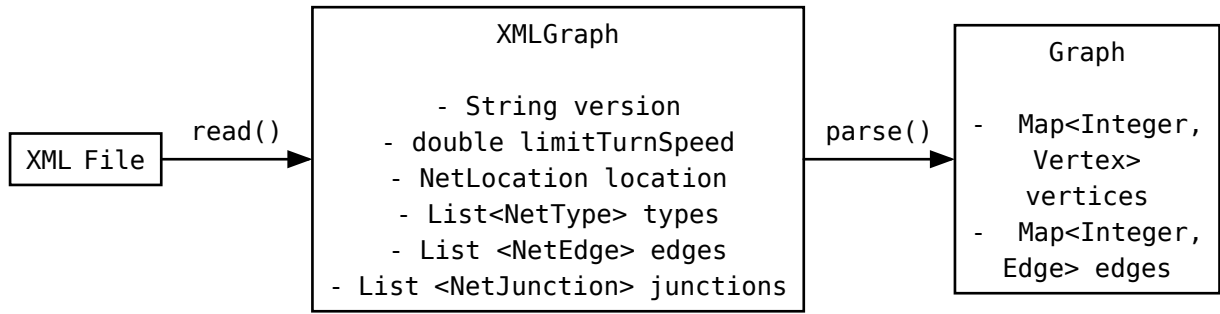 XML File
read()
XMLGraph
- String version
- double limitTurnSpeed
- NetLocation location
- List<NetType> types
- List <NetEdge> edges
- List <NetJunction> junctions
parse()
Graph
- Map<Integer,
Vertex>
vertices
- Map<Integer,
Edge> edges